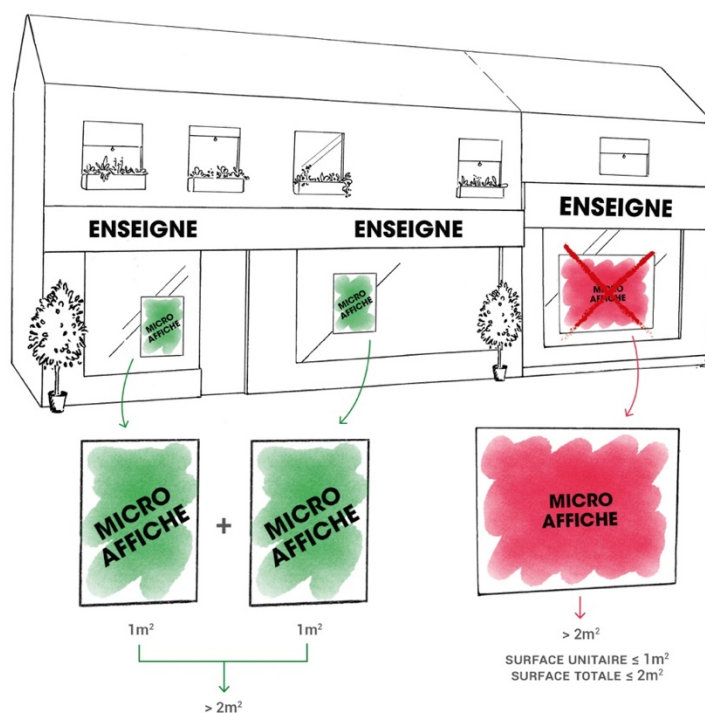 ENSEIGNE
ENSEIGNE
ENSEIGNE
MICRO
AFFICHE
MICRO
AFFICHE
MICRO
AFFICHE
MICRO
AFFICHE
+
MICRO
AFFICHE
MICRO
AFFICHE
1m²
1m²
> 2m²
> 2m²
SURFACE UNITAIRE ≤ 1m²
SURFACE TOTALE ≤ 2m²